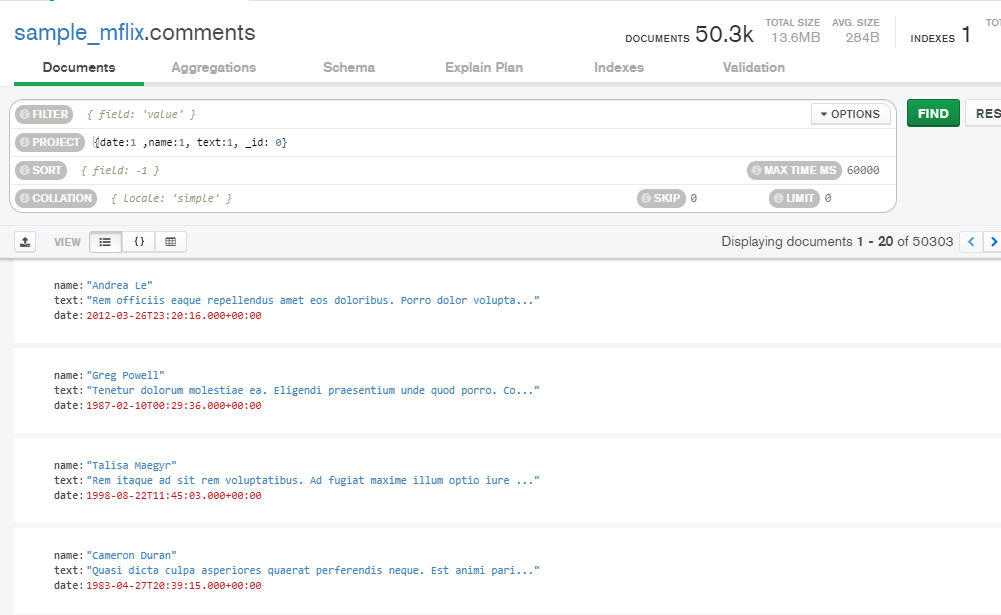 sample_mflix.comments
DOCUMENTS 50.3k TOTAL SIZE 13.6MB AVG. SIZE 284B INDEXES 1
Documents Aggregations Schema Explain Plan Indexes Validation
FILTER { field: 'value' } OPTIONS FIND RES
PROJECT {date:1 ,name:1, text:1, _id: 0}
SORT { field: -1 } MAX TIME MS 60000
COLLATION { locale: 'simple' } SKIP 0 LIMIT 0
VIEW {} Displaying documents 1 - 20 of 50303 < >
name: "Andrea Le"
text: "Rem officiis eaque repellendus amet eos doloribus. Porro dolor volupta..."
date: 2012-03-26T23:20:16.000+00:00
name: "Greg Powell"
text: "Tenetur dolorum molestiae ea. Eligendi praesentium unde quod porro. Co..."
date: 1987-02-10T00:29:36.000+00:00
name: "Talisa Maegyr"
text: "Rem itaque ad sit rem voluptatibus. Ad fugiat maxime illum optio iure ..."
date: 1998-08-22T11:45:03.000+00:00
name: "Cameron Duran"
text: "Quasi dicta culpa asperiores quaerat perferendis neque. Est animi pari..."
date: 1983-04-27T20:39:15.000+00:00